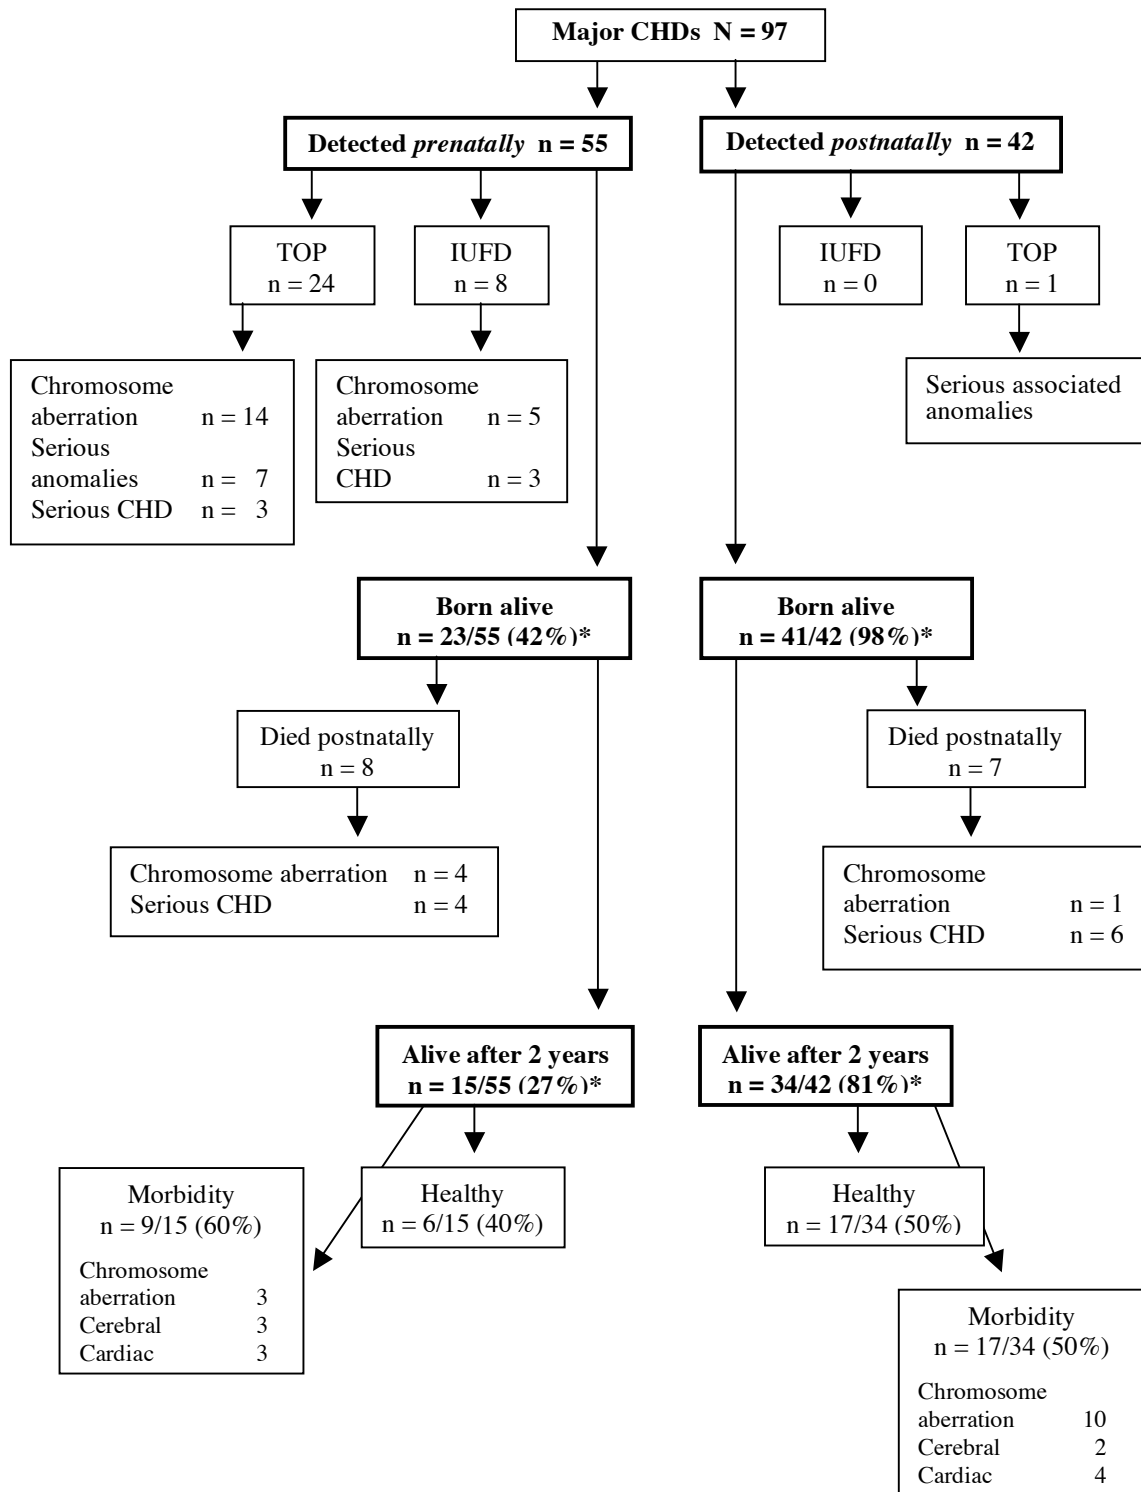 Major CHDs N = 97
Detected prenatally n = 55
Detected postnatally n = 42
TOP
n = 24
IUFD
n = 8
IUFD
n = 0
TOP
n = 1
Chromosome
aberration n = 14
Serious
anomalies n = 7
Serious CHD n = 3
Chromosome
aberration n = 5
Serious
CHD n = 3
Serious associated
anomalies
Born alive
n = 23/55 (42%)*
Born alive
n = 41/42 (98%)*
Died postnatally
n = 8
Died postnatally
n = 7
Chromosome aberration n = 4
Serious CHD n = 4
Chromosome
aberration n = 1
Serious CHD n = 6
Alive after 2 years
n = 15/55 (27%)*
Alive after 2 years
n = 34/42 (81%)*
Morbidity
n = 9/15 (60%)
Chromosome
aberration 3
Cerebral 3
Cardiac 3
Healthy
n = 6/15 (40%)
Healthy
n = 17/34 (50%)
Morbidity
n = 17/34 (50%)
Chromosome
aberration 10
Cerebral 2
Cardiac 4